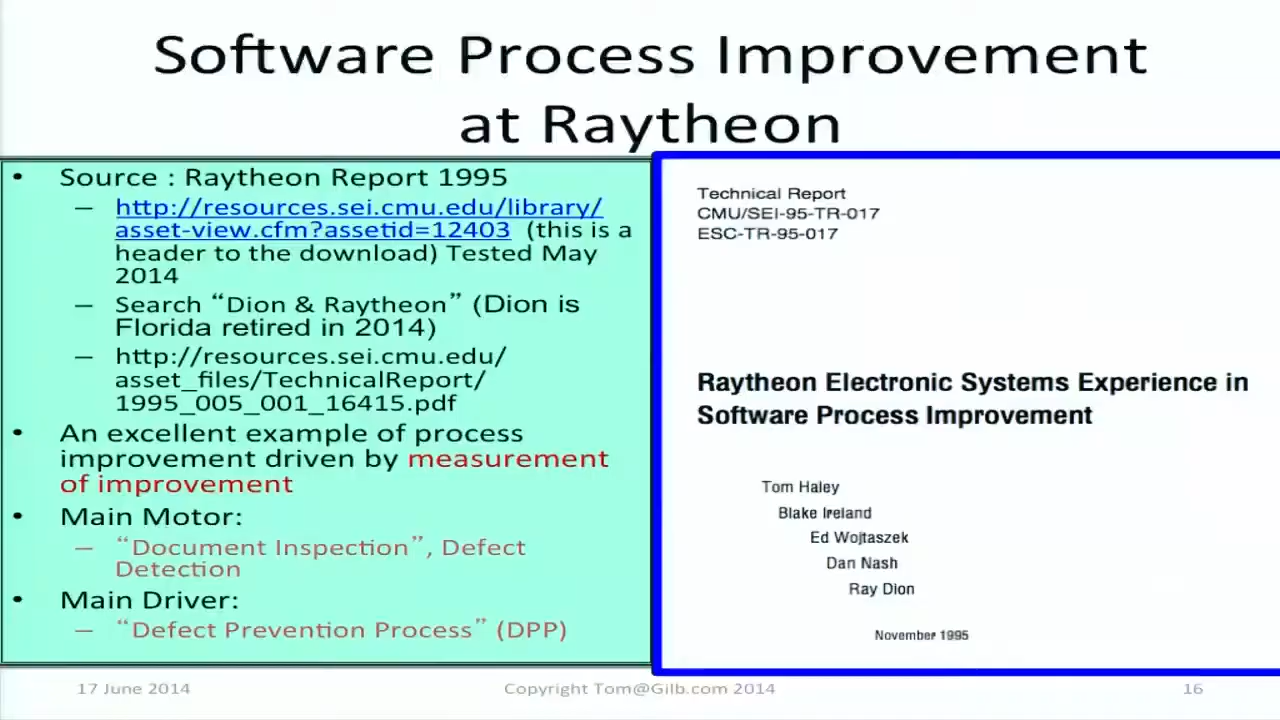 Software Process Improvement
at Raytheon
• Source : Raytheon Report 1995
– http://resources.sei.cmu.edu/library/
asset-view.cfm?assetid=12403 (this is a
header to the download) Tested May
2014
– Search “Dion & Raytheon” (Dion is
Florida retired in 2014)
– http://resources.sei.cmu.edu/
asset_files/TechnicalReport/
1995_005_001_16415.pdf
• An excellent example of process
improvement driven by measurement
of improvement
• Main Motor:
– “Document Inspection”, Defect
Detection
• Main Driver:
– “Defect Prevention Process” (DPP)
Technical Report
CMU/SEI-95-TR-017
ESC-TR-95-017
Raytheon Electronic Systems Experience in
Software Process Improvement
Tom Haley
Blake Ireland
Ed Wojtaszek
Dan Nash
Ray Dion
November 1995
17 June 2014
Copyright Tom@Gilb.com 2014
16